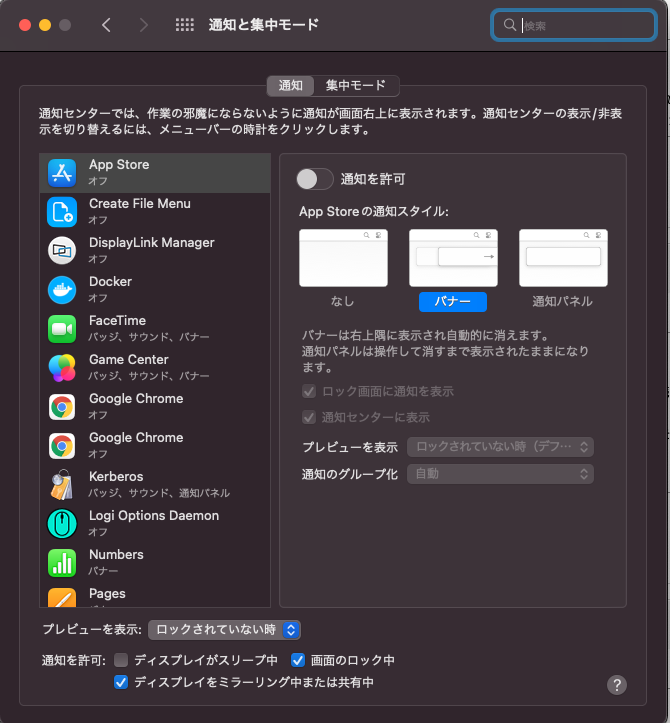 通知と集中モード
検索
通知 集中モード
通知センターでは、作業の邪魔にならないように通知が画面右上に表示されます。通知センターの表示/非表
示を切り替えるには、メニューバーの時計をクリックします。
App Store
オフ
Create File Menu
オフ
DisplayLink Manager
オフ
Docker
オフ
FaceTime
バッジ、サウンド、バナー
Game Center
バッジ、サウンド、バナー
Google Chrome
オフ
Google Chrome
オフ
Kerberos
バッジ、サウンド、通知パネル
Logi Options Daemon
オフ
Numbers
バナー
Pages
通知を許可
App Storeの通知スタイル:
なし バナー 通知パネル
バナーは右上隅に表示され自動的に消えます。
通知パネルは操作して消すまで表示されたままになり
ます。
ロック画面に通知を表示
通知センターに表示
プレビューを表示 ロックされていない時（デフ…
通知のグループ化 自動
プレビューを表示: ロックされていない時
通知を許可: ディスプレイがスリープ中 画面のロック中
ディスプレイをミラーリング中または共有中
?